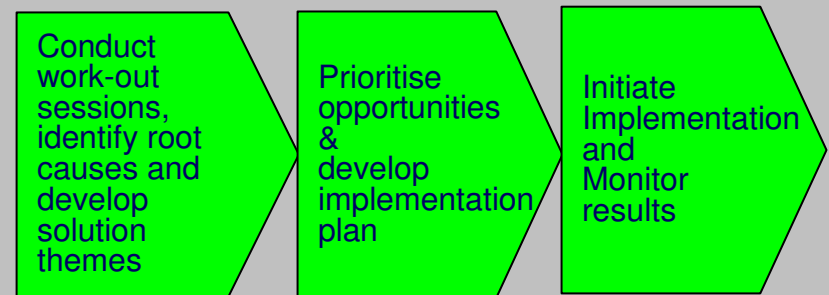 Conduct
work-out
sessions,
identify root
causes and
develop
solution
themes
Prioritise
opportunities
&
develop
implementation
plan
Initiate
Implementation
and
Monitor
results